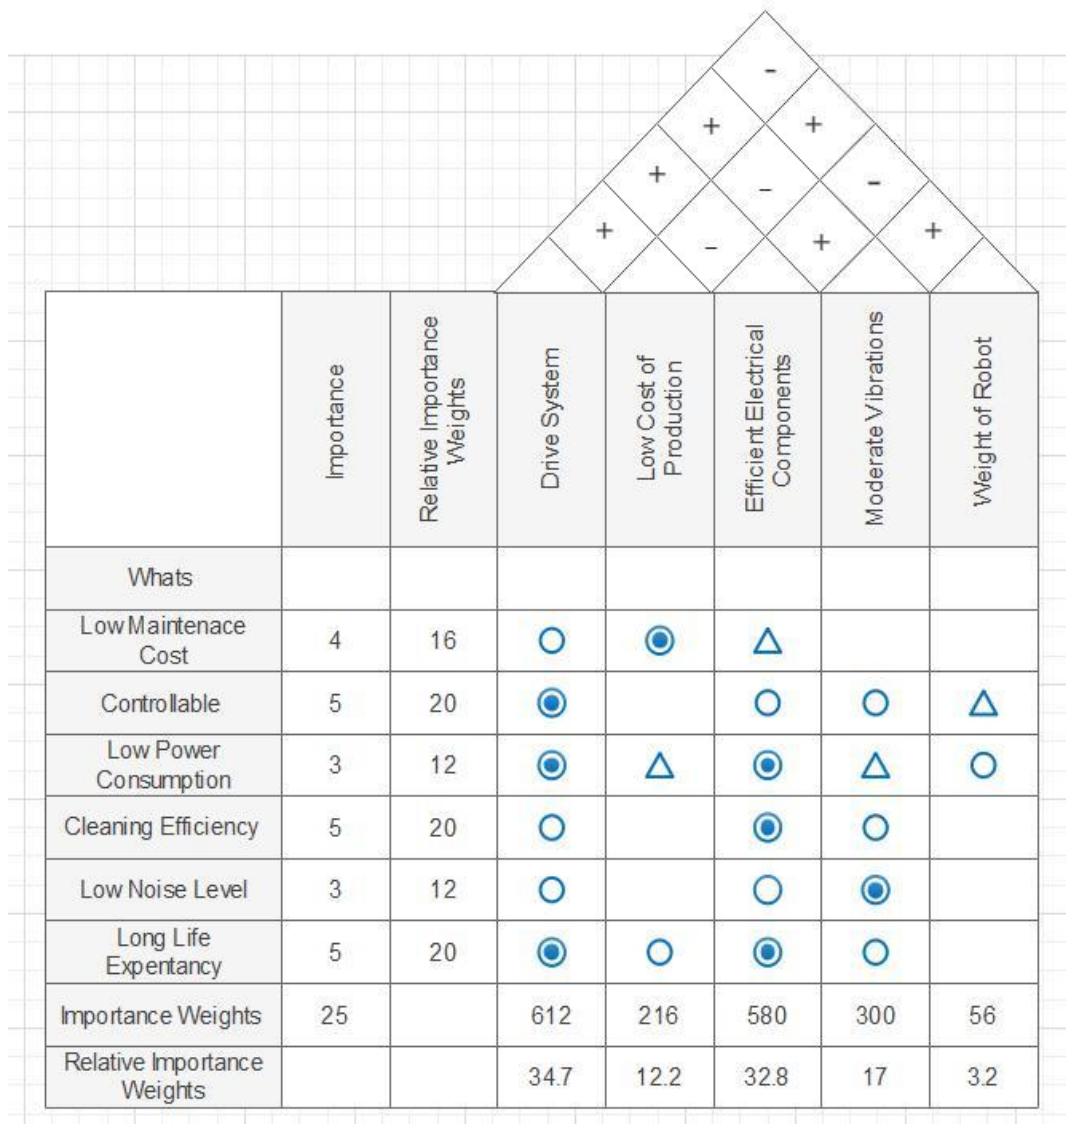 -
+ +
+ - -
+ - + +
Importance
Relative Importance
Weights
Drive System
Low Cost of
Production
Efficient Electrical
Components
Moderate Vibrations
Weight of Robot
Whats
Low Maintenace
Cost
4 16
Controllable 5 20
Low Power
Consumption
3 12
Cleaning Efficiency 5 20
Low Noise Level 3 12
Long Life
Expentancy
5 20
Importance Weights 25 612 216 580 300 56
Relative Importance
Weights
34.7 12.2 32.8 17 3.2